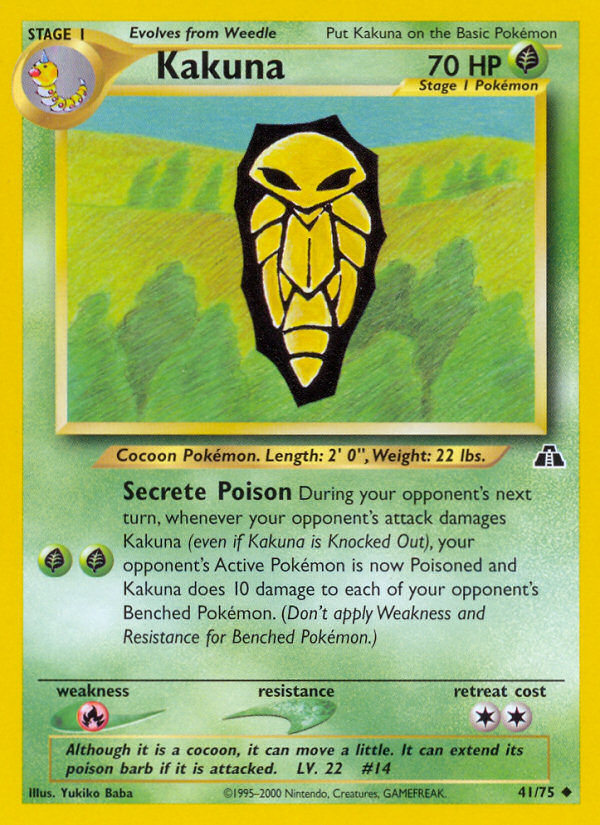 STAGE 1 Evolves from Weedle Put Kakuna on the Basic Pokémon
Kakuna 70 HP
Stage 1 Pokémon
Cocoon Pokémon. Length: 2' 0", Weight: 22 lbs.
Secrete Poison During your opponent's next
turn, whenever your opponent's attack damages
Kakuna (even if Kakuna is Knocked Out), your
opponent's Active Pokémon is now Poisoned and
Kakuna does 10 damage to each of your opponent's
Benched Pokémon. (Don't apply Weakness and
Resistance for Benched Pokémon.)
weakness resistance retreat cost
Although it is a cocoon, it can move a little. It can extend its
poison barb if it is attacked. LV. 22 #14
Illus. Yukiko Baba ©1995–2000 Nintendo, Creatures, GAMEFREAK. 41/75